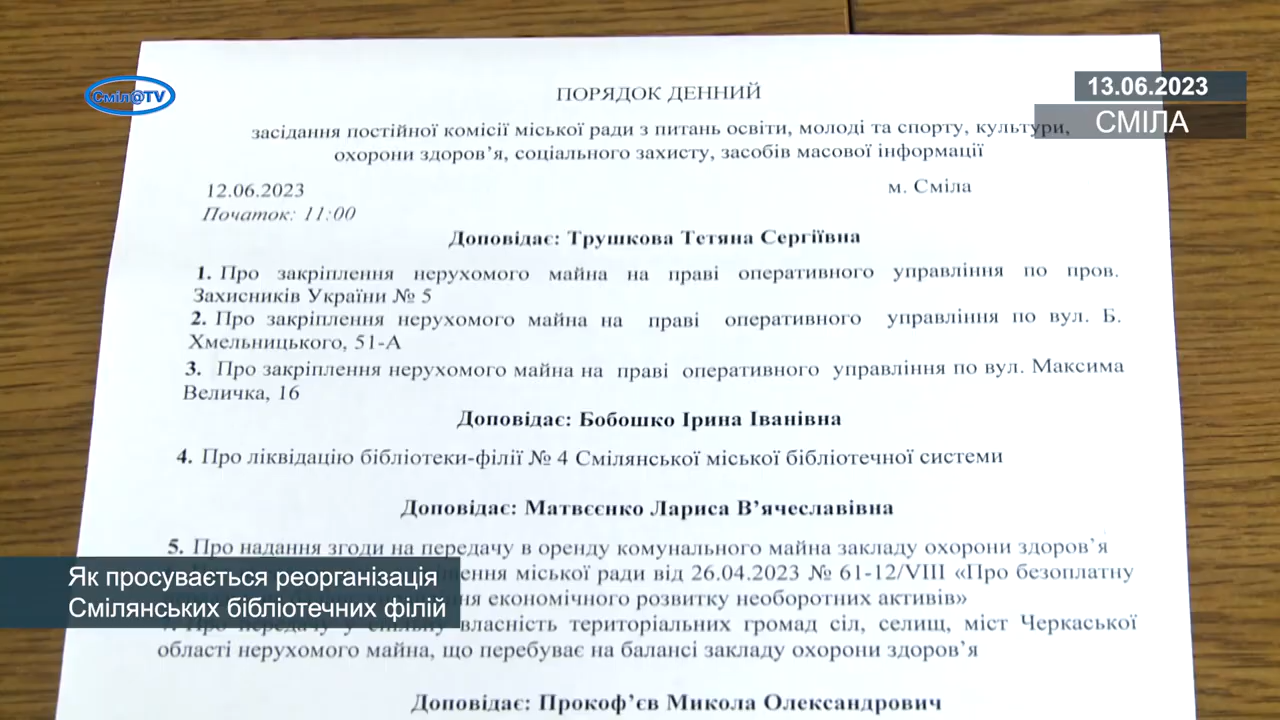 Сміл@TV
13.06.2023
СМІЛА
ПОРЯДОК ДЕННИЙ
засідання постійної комісії міської ради з питань освіти, молоді та спорту, культури,
охорони здоров’я, соціального захисту, засобів масової інформації
12.06.2023
м. Сміла
Початок: 11:00
Доповідає: Трушкова Тетяна Сергіївна
1. Про закріплення нерухомого майна на праві оперативного управління по пров.
Захисників України № 5
2. Про закріплення нерухомого майна на праві оперативного управління по вул. Б.
Хмельницького, 51-А
3. Про закріплення нерухомого майна на праві оперативного управління по вул. Максима
Величка, 16
Доповідає: Бобошко Ірина Іванівна
4. Про ліквідацію бібліотеки-філії № 4 Смілянської міської бібліотечної системи
Доповідає: Матвєєнко Лариса В’ячеславівна
5. Про надання згоди на передачу в оренду комунального майна закладу охорони здоров’я
міської ради від 26.04.2023 № 61-12/VIII «Про безоплатну
економічного розвитку необоротних активів»
Про передачу у спільну власність територіальних громад сіл, селищ, міст Черкаської
області нерухомого майна, що перебуває на балансі закладу охорони здоров’я
Доповідає: Прокоф’єв Микола Олександрович
Як просувається реорганізація
Смілянських бібліотечних філій